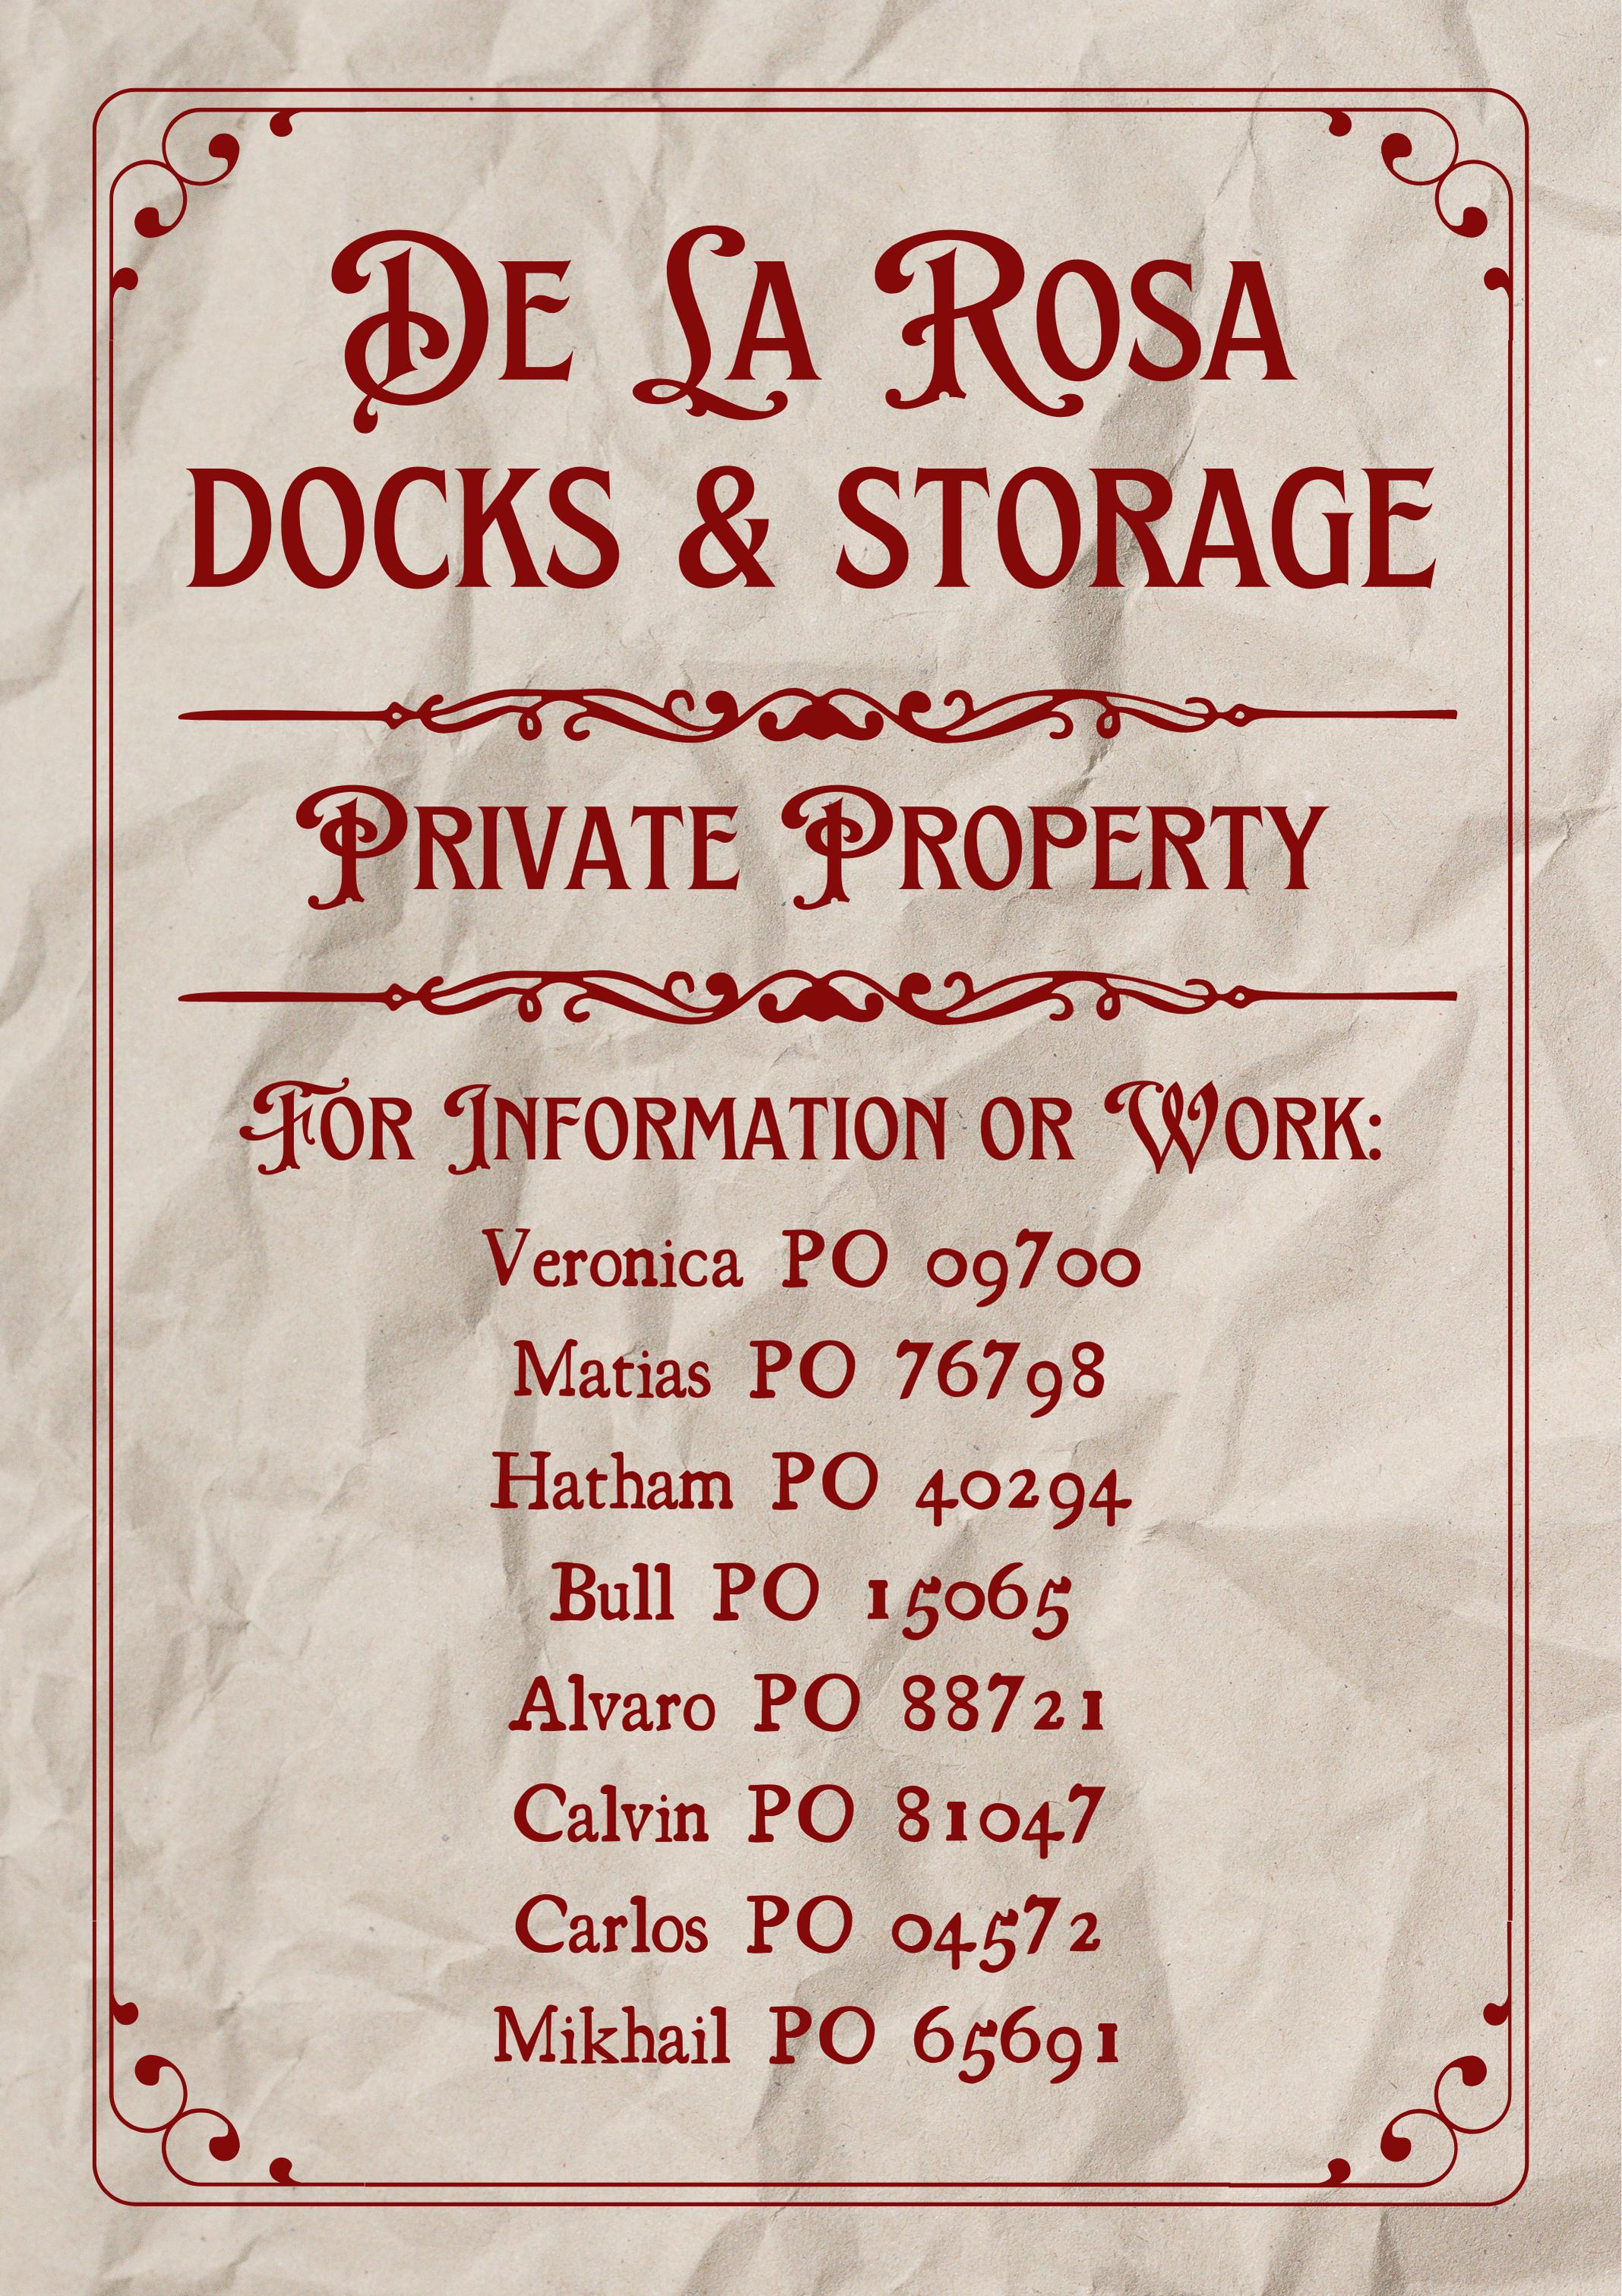 De La Rosa
DOCKS & STORAGE
Private Property
For Information or Work:
Veronica PO 09700
Matias PO 76798
Hatham PO 40294
Bull PO 15065
Alvaro PO 88721
Calvin PO 81047
Carlos PO 04572
Mikhail PO 65691